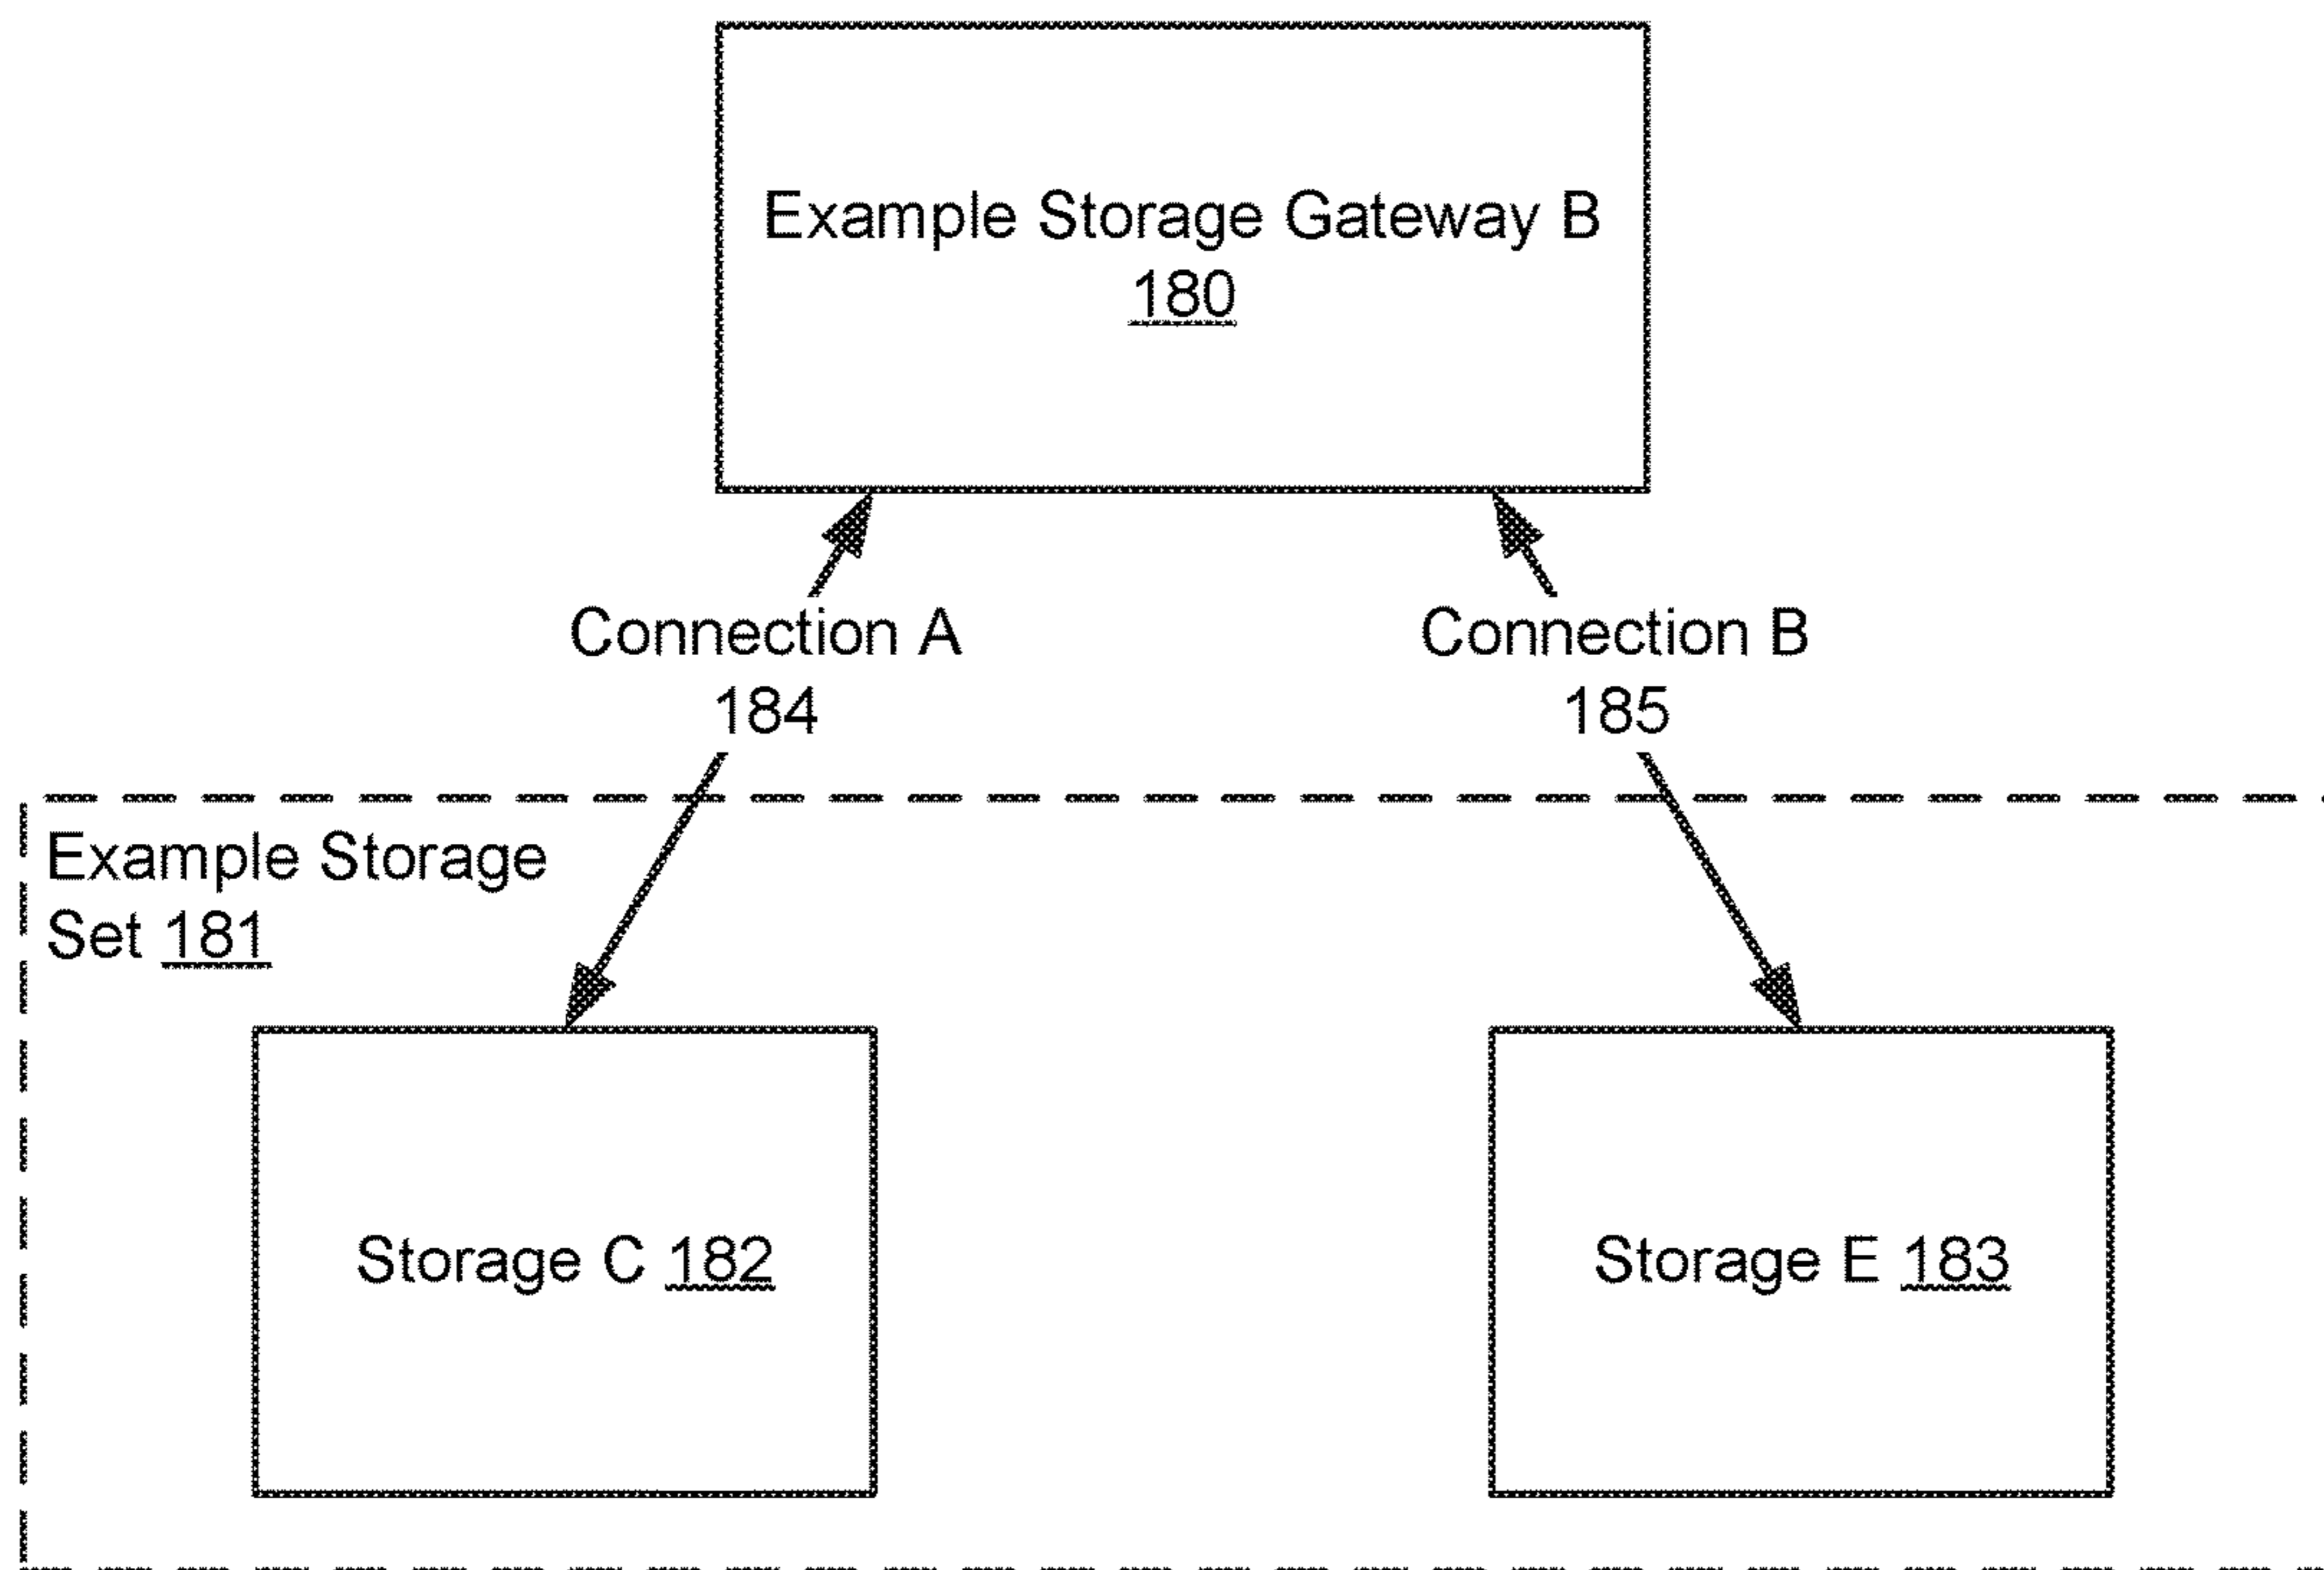 Example Storage Gateway B
180
Connection A
184
Connection B
185
Example Storage
Set 181
Storage C 182
Storage E 183